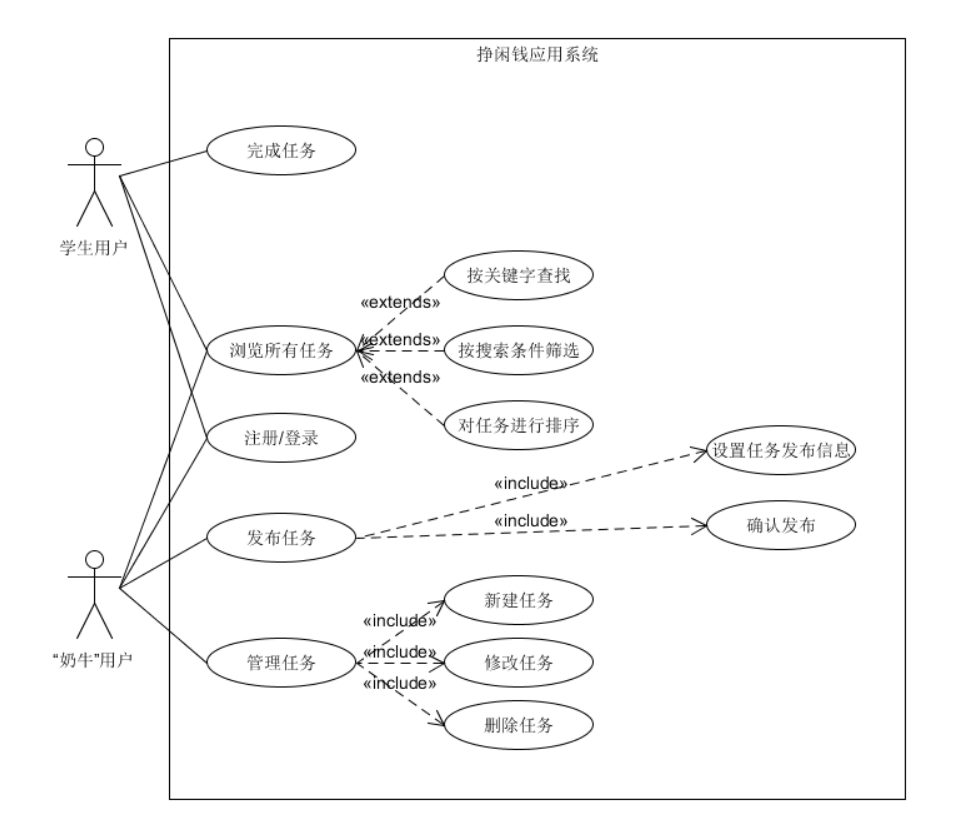 挣闲钱应用系统
完成任务
学生用户
按关键字查找
«extends»
浏览所有任务
«extends»
按搜索条件筛选
«extends»
对任务进行排序
注册/登录
设置任务发布信息
«include»
发布任务
«include»
确认发布
新建任务
«include»
“奶牛”用户
管理任务
«include»
修改任务
«include»
删除任务